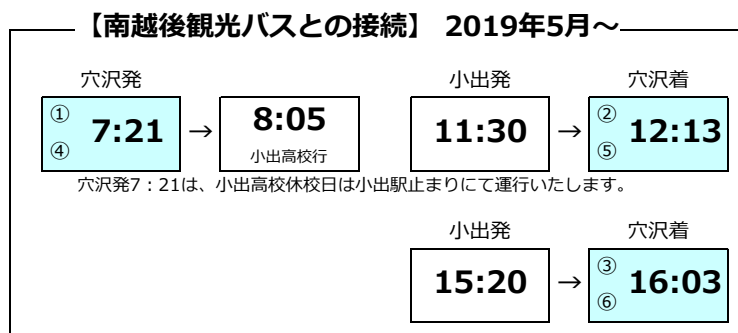 【南越後観光バスとの接続】 2019年5月～
穴沢発 小出発 穴沢着
① ④ 7:21 → 8:05 小出高校行 11:30 → ② ⑤ 12:13
穴沢発7：21は、小出高校休校日は小出駅止まりにて運行いたします。
小出発 穴沢着
15:20 → ③ ⑥ 16:03